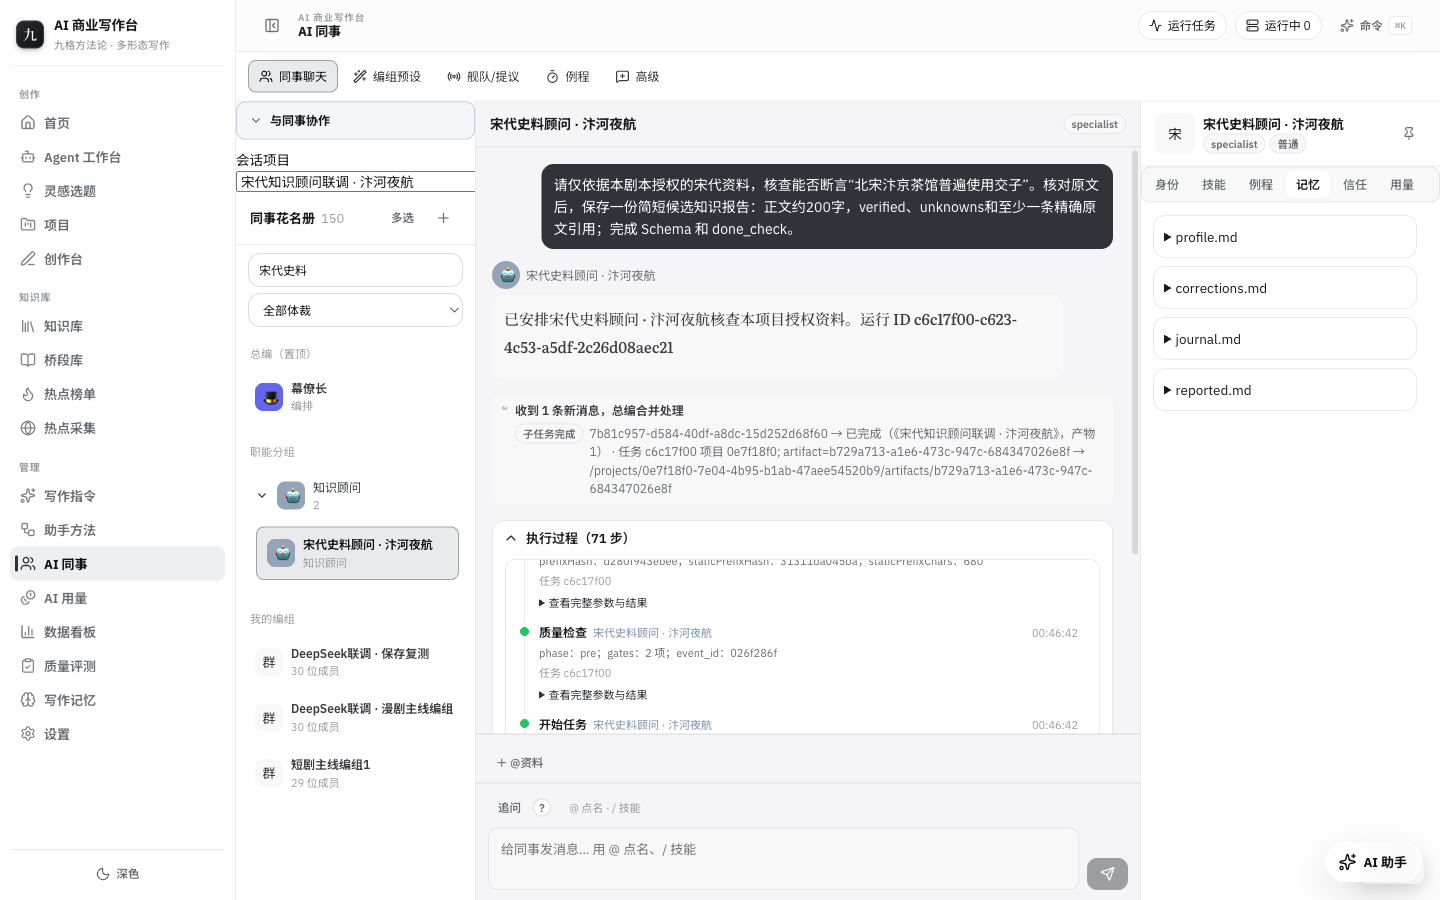 九
AI 商业写作台
九格方法论 · 多形态写作
创作
首页
Agent 工作台
灵感选题
项目
创作台
知识库
知识库
桥段库
热点榜单
热点采集
管理
写作指令
助手方法
AI 同事
AI 用量
数据看板
质量评测
写作记忆
设置
深色
AI 商业写作台
AI 同事
运行任务
运行中 0
命令 ⌘K
同事聊天
编组预设
舰队/提议
例程
高级
与同事协作
会话项目
宋代知识顾问联调 · 汴河夜航
同事花名册 150
多选
宋代史料
全部体裁
总编（置顶）
幕僚长
编排
职能分组
知识顾问
2
宋代史料顾问 · 汴河夜航
知识顾问
我的编组
群
DeepSeek联调 · 保存复测
30 位成员
群
DeepSeek联调 · 漫剧主线编组
30 位成员
群
短剧主线编组1
29 位成员
宋代史料顾问 · 汴河夜航
specialist
请仅依据本剧本授权的宋代资料，核查能否断言“北宋汴京茶馆普遍使用交子”。核对原文
后，保存一份简短候选知识报告：正文约200字，verified、unknowns和至少一条精确原
文引用；完成 Schema 和 done_check。
宋代史料顾问 · 汴河夜航
已安排宋代史料顾问 · 汴河夜航核查本项目授权资料。运行 ID c6c17f00-c623-
4c53-a5df-2c26d08aec21
收到 1 条新消息，总编合并处理
子任务完成
7b81c957-d584-40df-a8dc-15d252d68f60 → 已完成（《宋代知识顾问联调 · 汴河夜航》，产物
1） · 任务 c6c17f00 项目 0e7f18f0; artifact=b729a713-a1e6-473c-947c-684347026e8f →
/projects/0e7f18f0-7e04-4b95-b1ab-47aee54520b9/artifacts/b729a713-a1e6-473c-947c-
684347026e8f
执行过程（71 步）
prefixHash: d280f943ebee; staticPrefixHash: 31311da045ba; staticPrefixChars: 680
任务 c6c17f00
查看完整参数与结果
质量检查 宋代史料顾问 · 汴河夜航 00:46:42
phase: pre; gates: 2 项; event_id: 026f286f
任务 c6c17f00
查看完整参数与结果
开始任务 宋代史料顾问 · 汴河夜航 00:46:42
@资料
追问
?
@ 点名 · / 技能
给同事发消息... 用 @ 点名、/ 技能
宋
宋代史料顾问 · 汴河夜航
specialist
普通
身份
技能
例程
记忆
信任
用量
profile.md
corrections.md
journal.md
reported.md
AI 助手